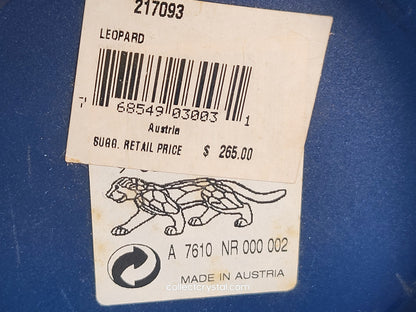 217093
LEOPARD
7 68549 03003 1
Austria
SUGG. RETAIL PRICE $ 265.00
A 7610 NR 000 002
MADE IN AUSTRIA
collectcrystal.com